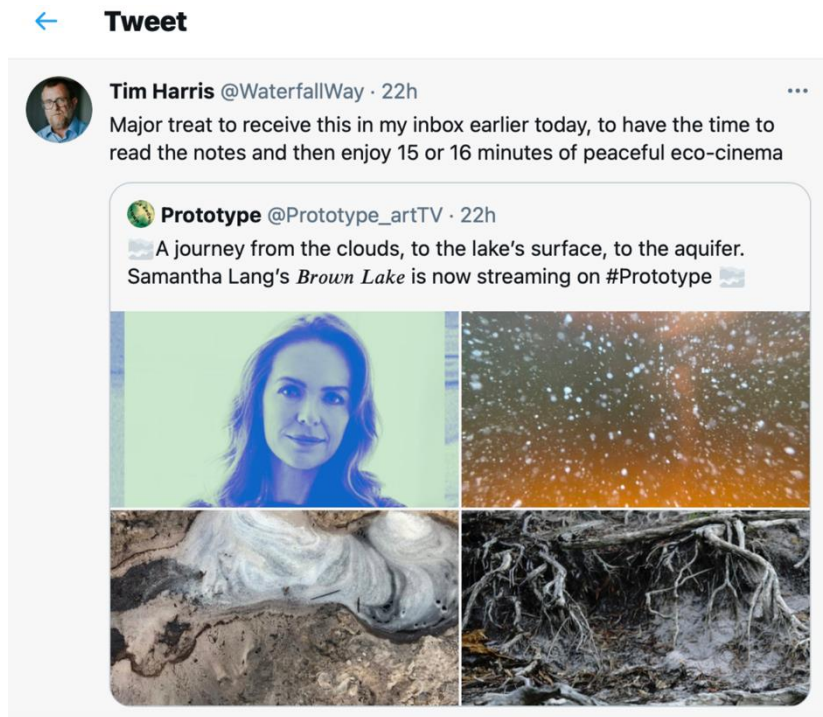 Tweet
Tim Harris @WaterfallWay · 22h
Major treat to receive this in my inbox earlier today, to have the time to
read the notes and then enjoy 15 or 16 minutes of peaceful eco-cinema
Prototype @Prototype_artTV · 22h
🌫️A journey from the clouds, to the lake's surface, to the aquifer.
Samantha Lang's 𝐵𝑟𝑜𝑤𝑛 𝐿𝑎𝑘𝑒 is now streaming on #Prototype 🌫️